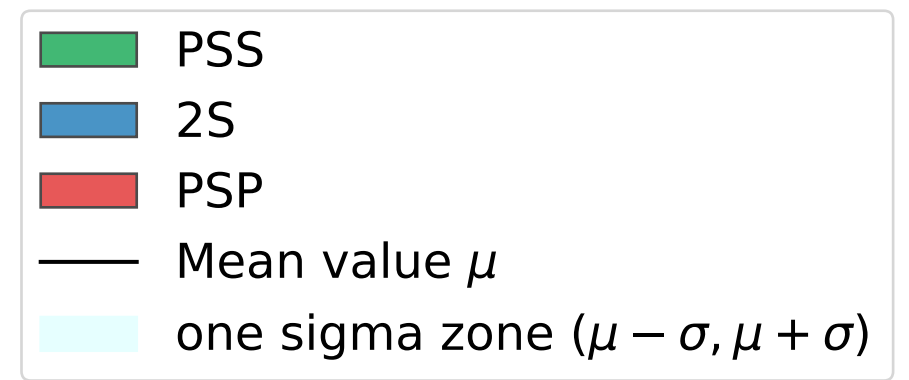 PSS
2S
PSP
Mean value μ
one sigma zone (μ − σ, μ + σ)